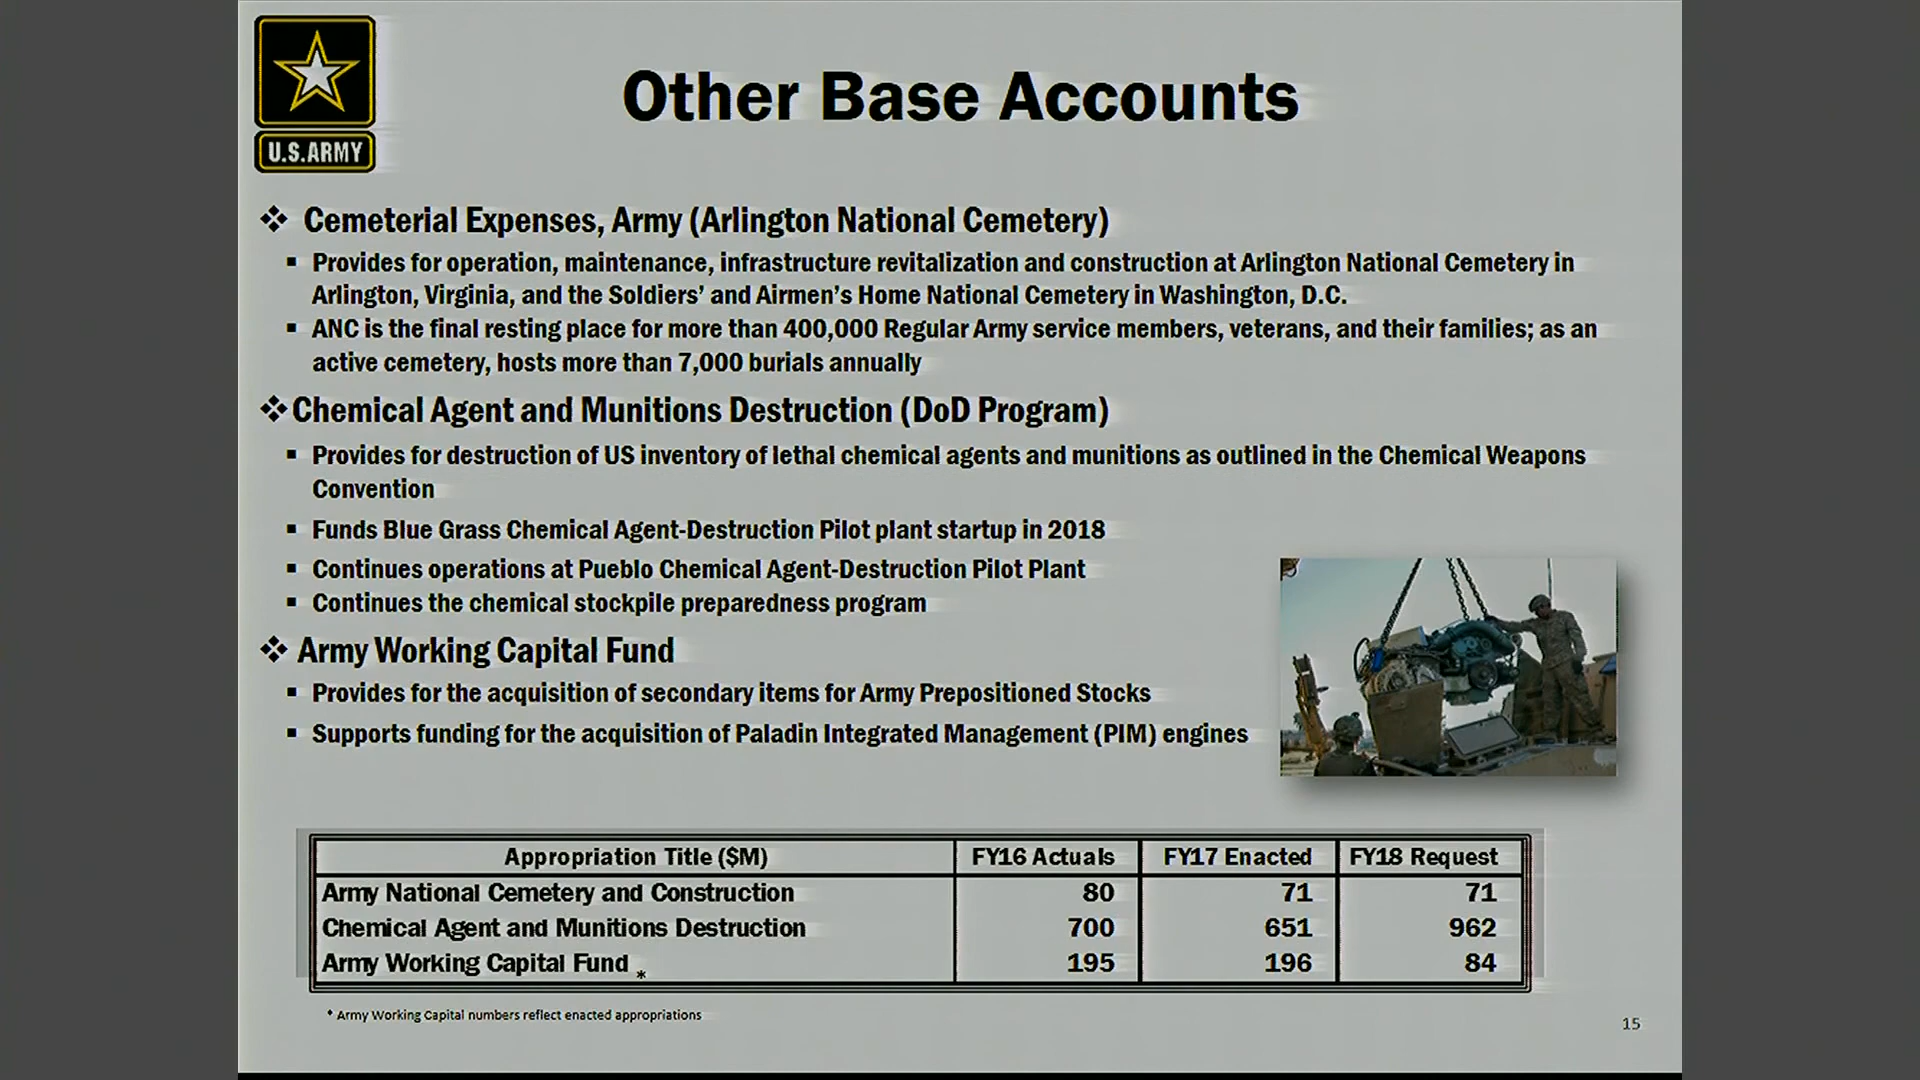 U.S.ARMY
Other Base Accounts
❖ Cemeterial Expenses, Army (Arlington National Cemetery)
▪ Provides for operation, maintenance, infrastructure revitalization and construction at Arlington National Cemetery in
Arlington, Virginia, and the Soldiers’ and Airmen’s Home National Cemetery in Washington, D.C.
▪ ANC is the final resting place for more than 400,000 Regular Army service members, veterans, and their families; as an
active cemetery, hosts more than 7,000 burials annually
❖ Chemical Agent and Munitions Destruction (DoD Program)
▪ Provides for destruction of US inventory of lethal chemical agents and munitions as outlined in the Chemical Weapons
Convention
▪ Funds Blue Grass Chemical Agent-Destruction Pilot plant startup in 2018
▪ Continues operations at Pueblo Chemical Agent-Destruction Pilot Plant
▪ Continues the chemical stockpile preparedness program
❖ Army Working Capital Fund
▪ Provides for the acquisition of secondary items for Army Prepositioned Stocks
▪ Supports funding for the acquisition of Paladin Integrated Management (PIM) engines
Appropriation Title ($M) FY16 Actuals FY17 Enacted FY18 Request
Army National Cemetery and Construction 80 71 71
Chemical Agent and Munitions Destruction 700 651 962
Army Working Capital Fund * 195 196 84
* Army Working Capital numbers reflect enacted appropriations
15